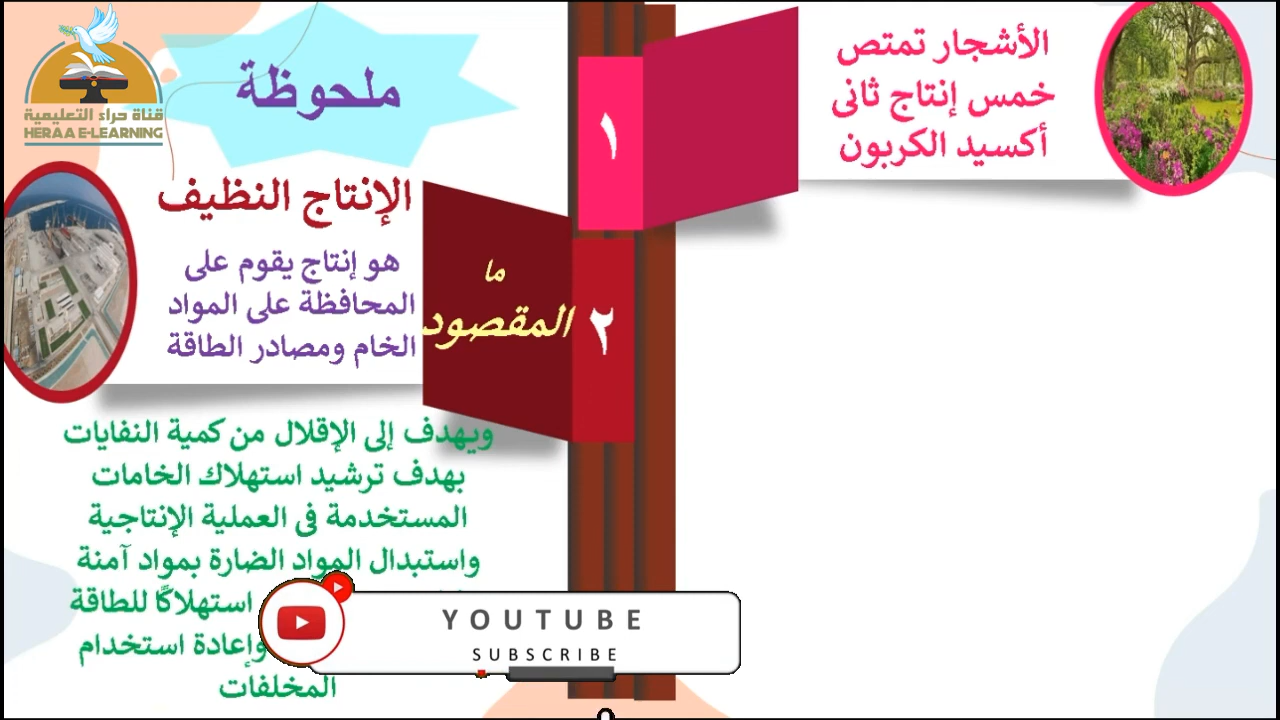 قناة حراء التعليمية
HERAA E-LEARNING
ملحوظة
١
الأشجار تمتص
خمس إنتاج ثانى
أكسيد الكربون
٢
ما
المقصود
الإنتاج النظيف
هو إنتاج يقوم على
المحافظة على المواد
الخام ومصادر الطاقة
ويهدف إلى الإقلال من كمية النفايات
بهدف ترشيد استهلاك الخامات
المستخدمة فى العملية الإنتاجية
واستبدال المواد الضارة بمواد آمنة
استهلاكًا للطاقة
وإعادة استخدام
المخلفات
YOUTUBE
SUBSCRIBE